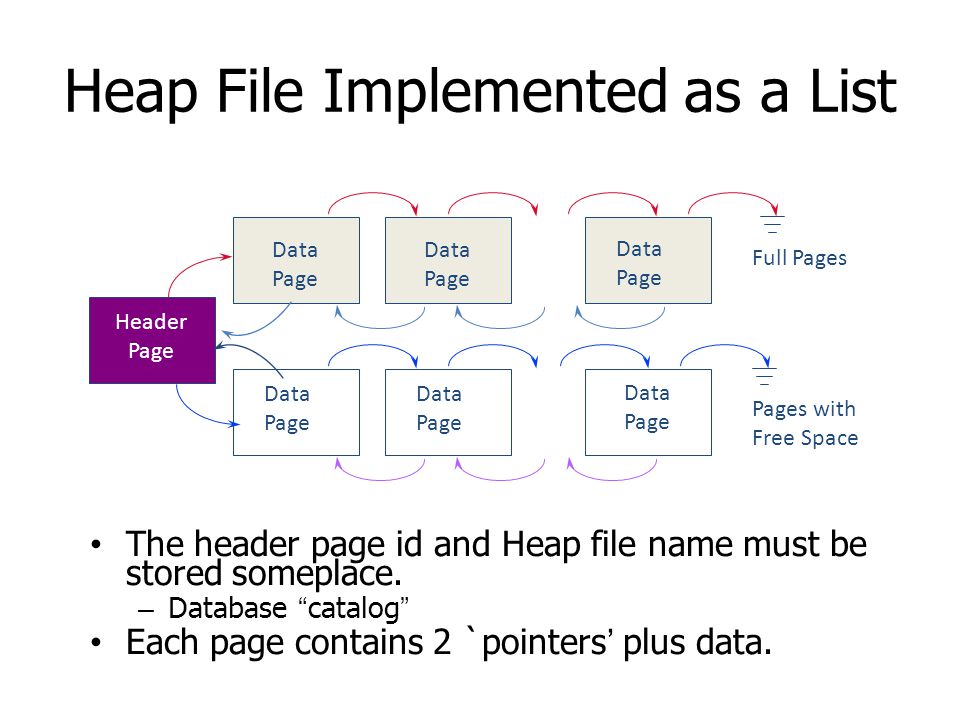 Heap File Implemented as a List
Data
Page
Data
Page
Data
Page
Full Pages
Header
Page
Data
Page
Data
Page
Data
Page
Pages with
Free Space
• The header page id and Heap file name must be
stored someplace.
– Database “catalog”
• Each page contains 2 `pointers’ plus data.